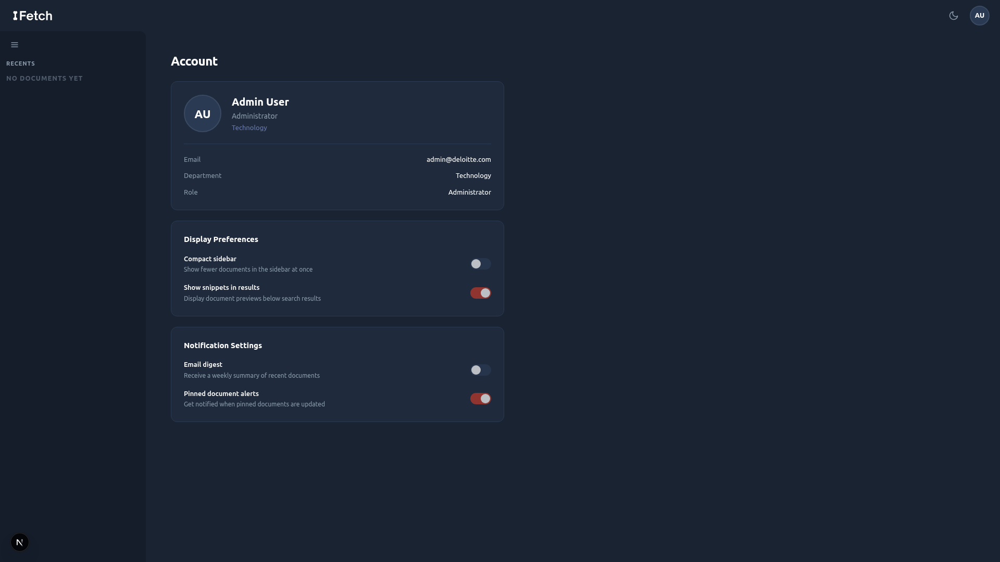 Fetch
AU
RECENTS
NO DOCUMENTS YET
Account
AU
Admin User
Administrator
Technology
Email
admin@deloitte.com
Department
Technology
Role
Administrator
Display Preferences
Compact sidebar
Show fewer documents in the sidebar at once
Show snippets in results
Display document previews below search results
Notification Settings
Email digest
Receive a weekly summary of recent documents
Pinned document alerts
Get notified when pinned documents are updated
N